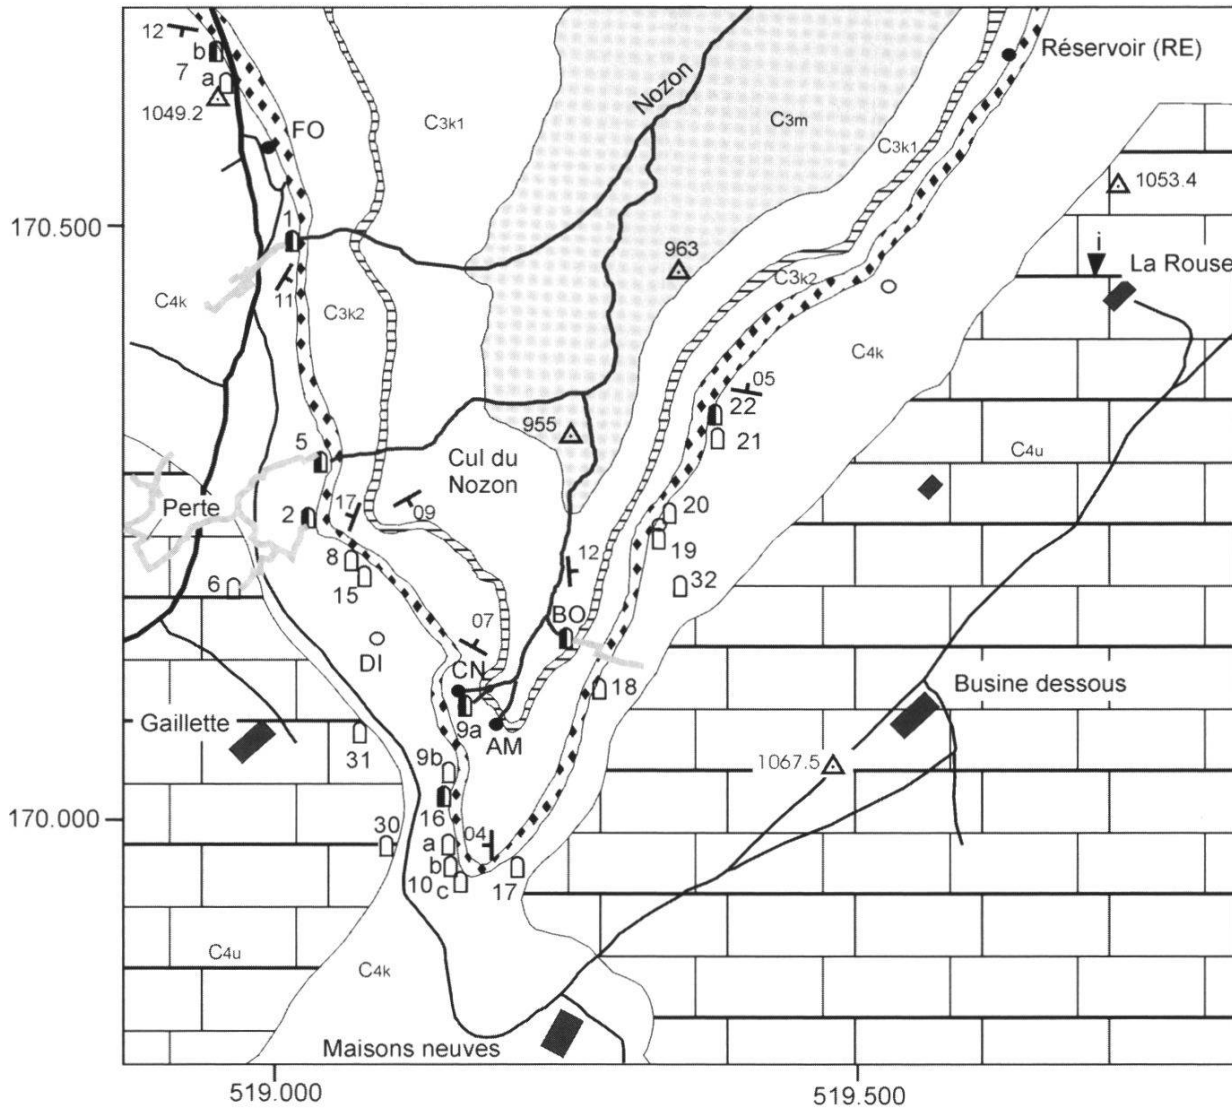 12
b
7
a
1049.2
FO
C3k1
Nozon
C3m
Réservoir (RE)
C3k1
1053.4
170.500
1
963
i
La Rouse
11
C4k
C3k2
C3k2
C4k
05
22
21
955
5
Cul du
Nozon
C4u
Perte
2
17
09
20
19
8
15
12
32
6
07
BO
DI
CN
18
Busine dessous
Gaillette
9a
AM
31
9b
1067.5
16
170.000
30
04
a
b
10
c
17
C4u
C4k
Maisons neuves
519.000
519.500